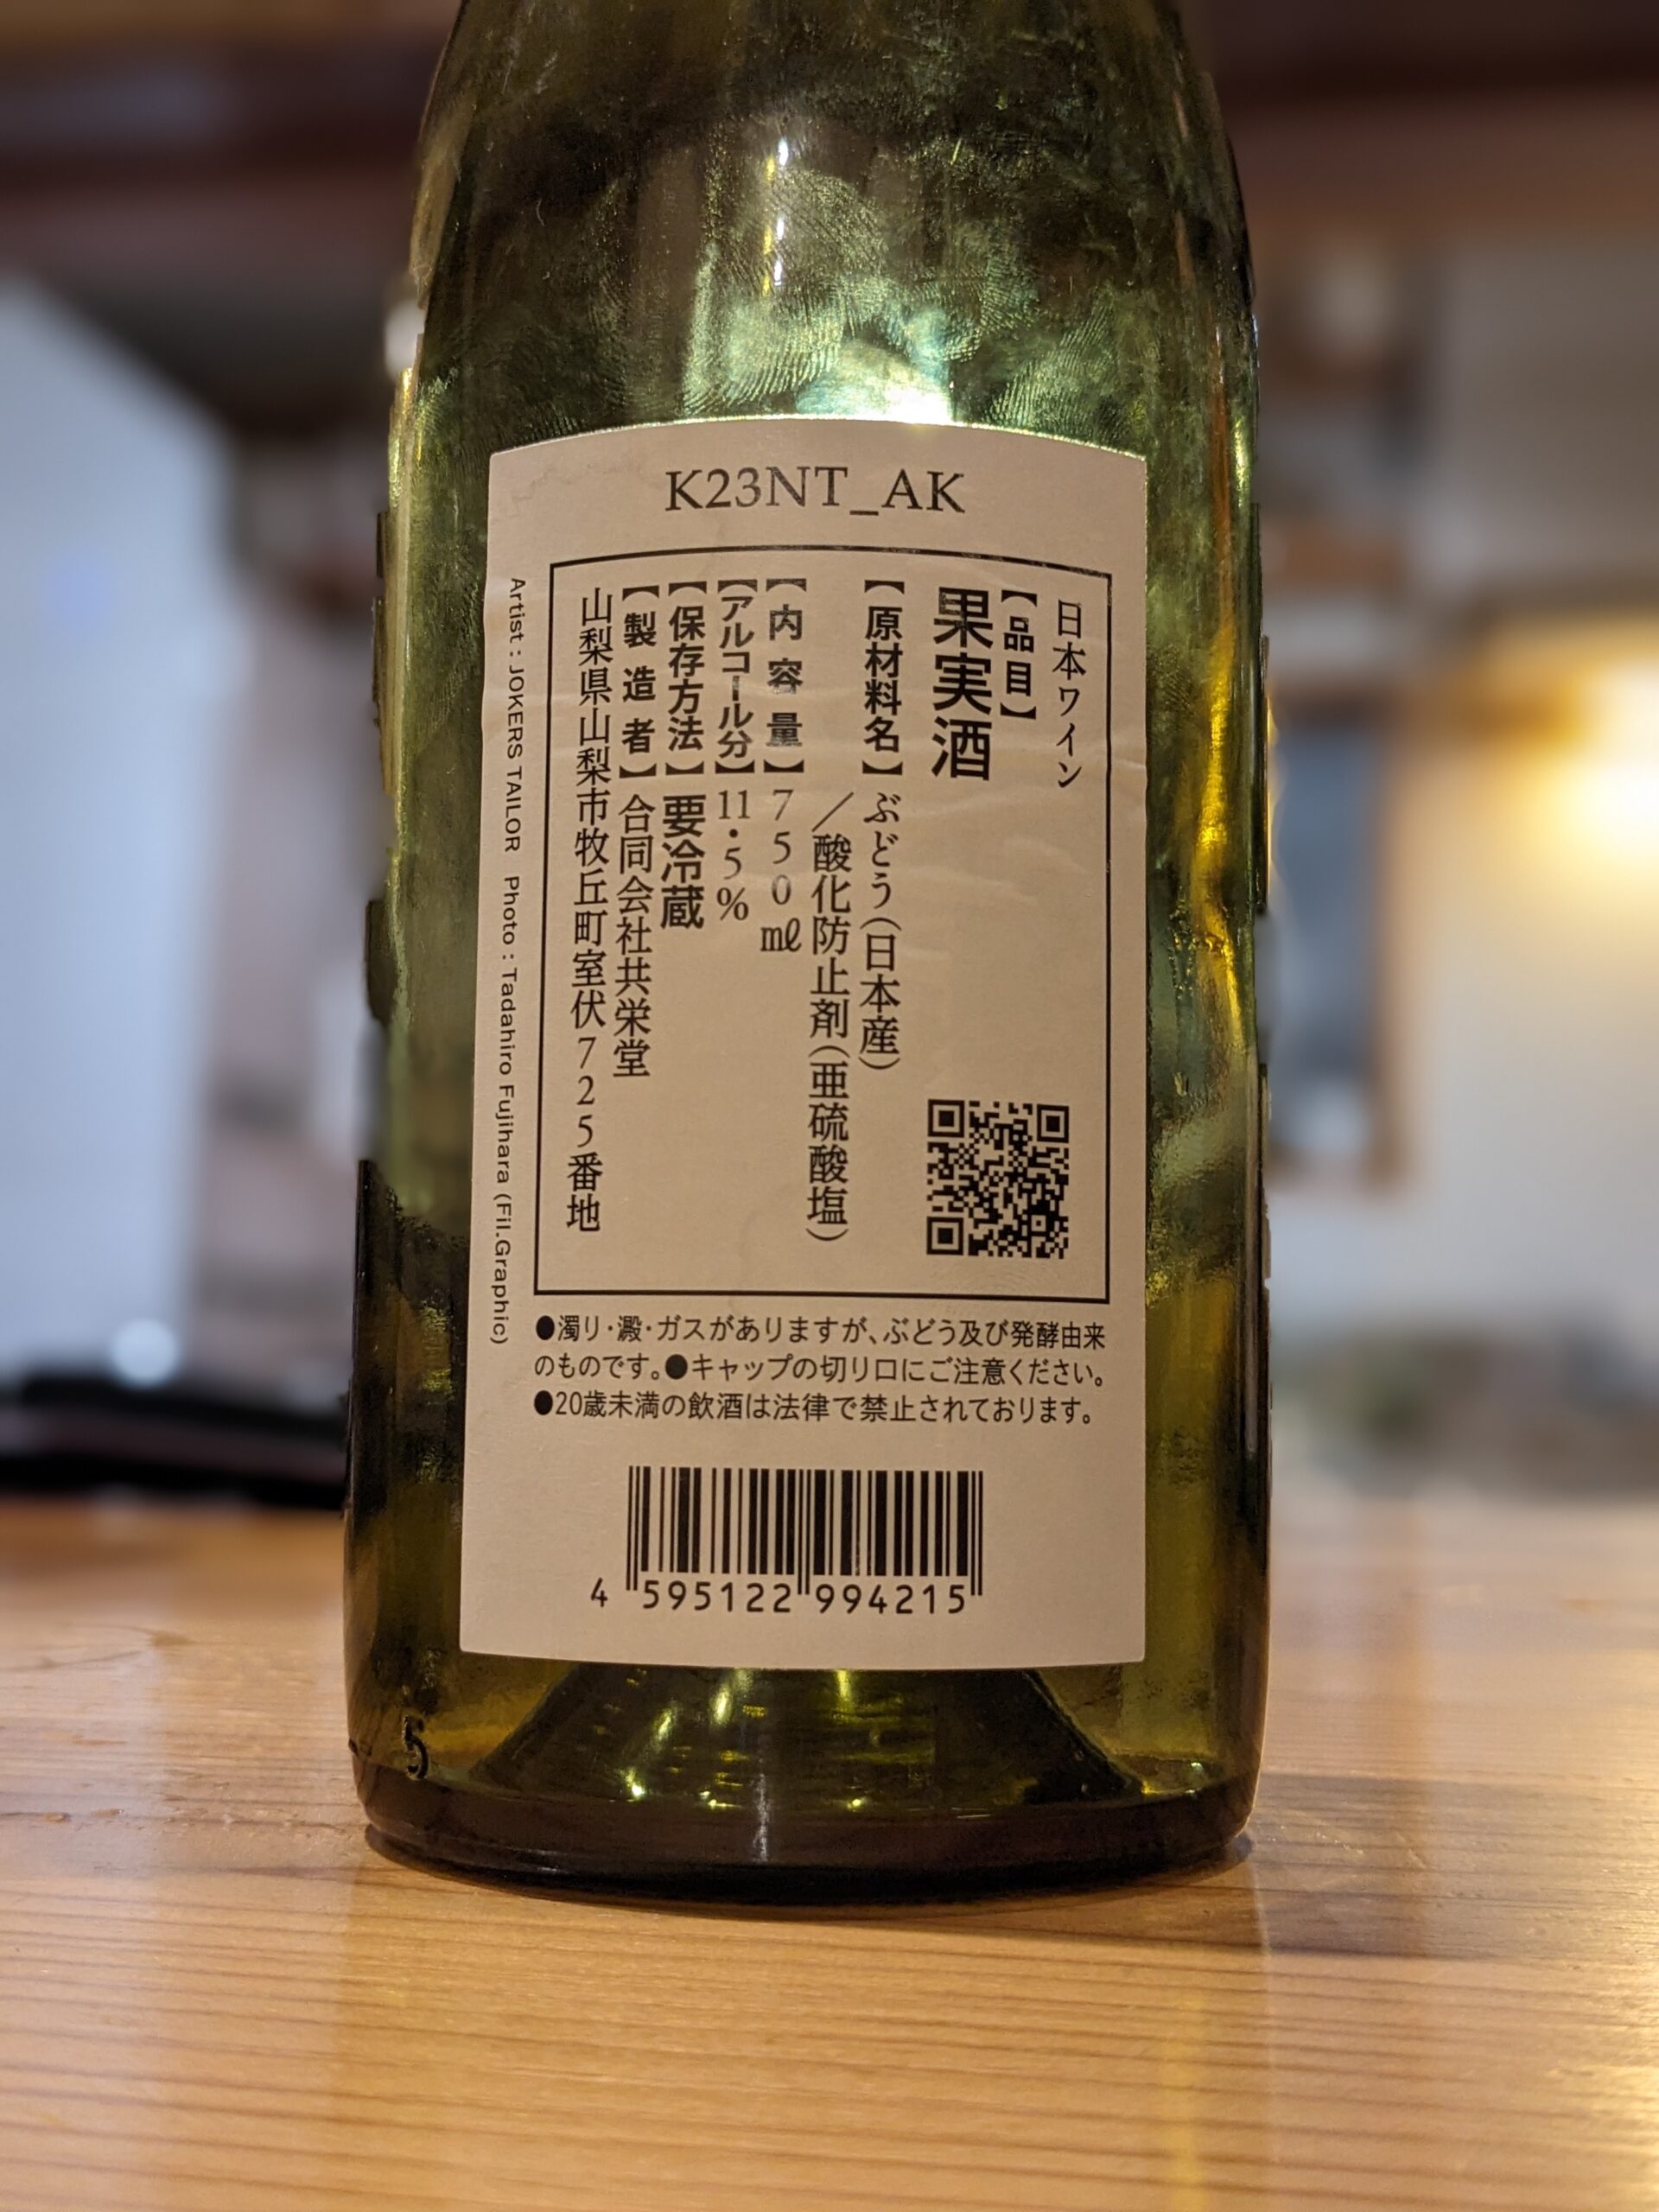 K23NT_AK
日本ワイン
【品目】
果実酒
【原材料名】ぶどう(日本産)
／酸化防止剤(亜硫酸塩)
【内容量】750㎖
【アルコール分】11・5%
【保存方法】要冷蔵
【製造者】合同会社共栄堂
山梨県山梨市牧丘町室伏725番地
Artist : JOKERS TAILOR Photo : Tadahiro Fujihara (Fil.Graphic)
●濁り・澱・ガスがありますが、ぶどう及び発酵由来
のものです。●キャップの切り口にご注意ください。
●20歳未満の飲酒は法律で禁止されております。
4 595122 994215
5